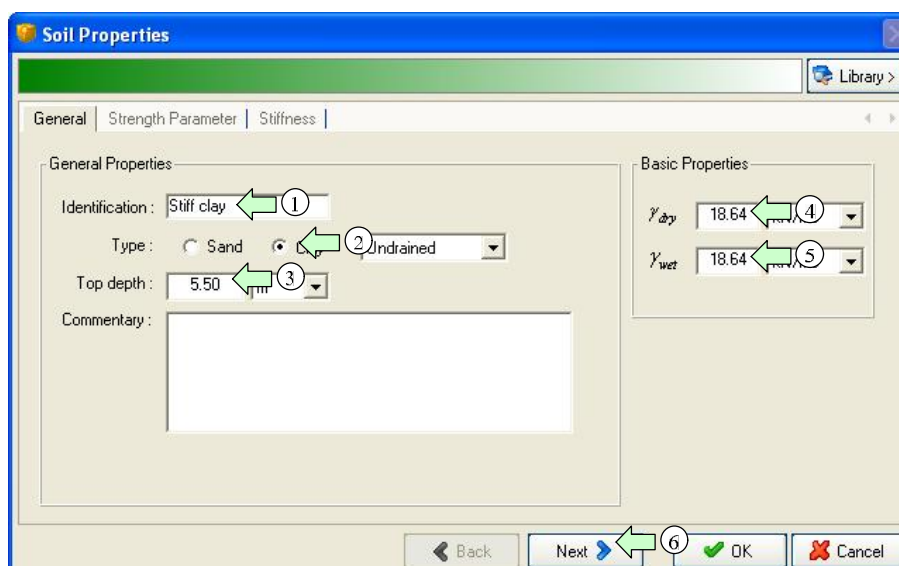 Soil Properties
Library >
General Strength Parameter Stiffness
General Properties
Identification : Stiff clay 1
Type : Sand 2 Undrained
Top depth : 5.50 3
Commentary :
Basic Properties
γdry 18.64 4
γwet 18.64 5
Back Next 6 OK Cancel